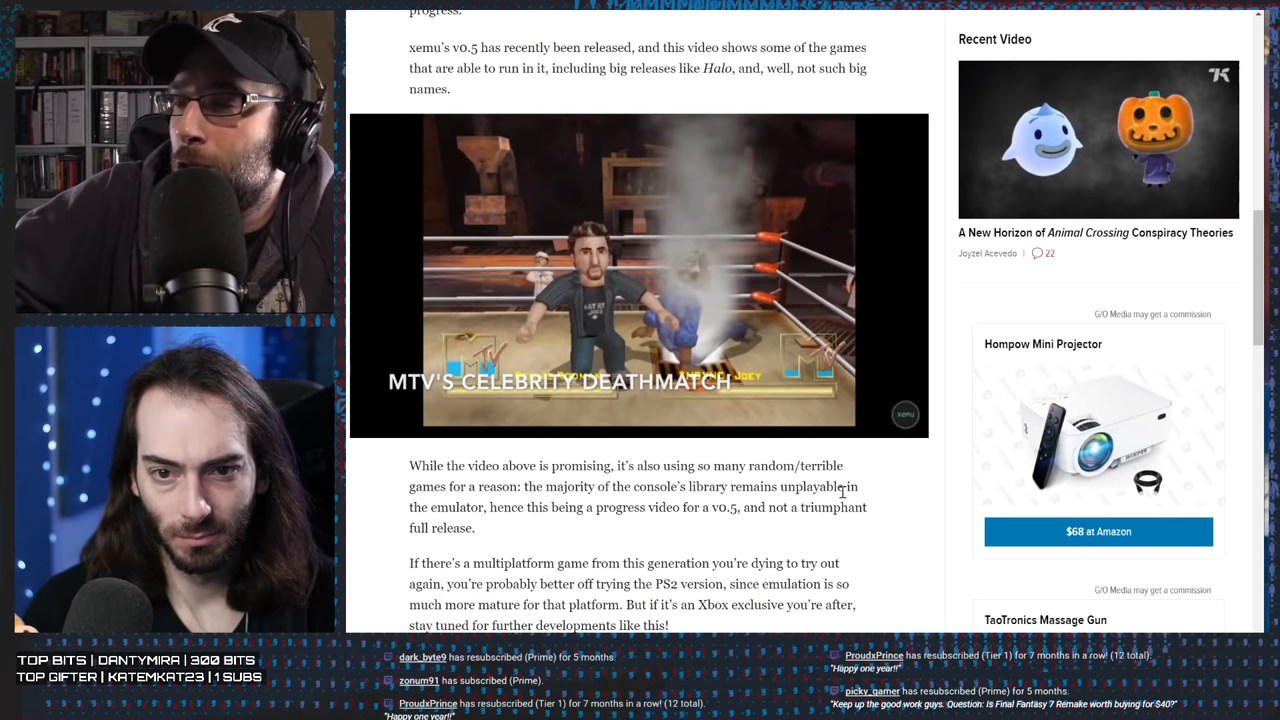 progress.
xemu's v0.5 has recently been released, and this video shows some of the games
that are able to run in it, including big releases like Halo, and, well, not such big
names.
MTV'S CELEBRITY DEATHMATCH
JOEY
xemu
While the video above is promising, it's also using so many random/terrible
games for a reason: the majority of the console's library remains unplayable in
the emulator, hence this being a progress video for a v0.5, and not a triumphant
full release.
If there's a multiplatform game from this generation you're dying to try out
again, you're probably better off trying the PS2 version, since emulation is so
much more mature for that platform. But if it's an Xbox exclusive you're after,
stay tuned for further developments like this!
Recent Video
A New Horizon of Animal Crossing Conspiracy Theories
Joyzel Acevedo | 22
G/O Media may get a commission
Hompow Mini Projector
$68 at Amazon
G/O Media may get a commission
TaoTronics Massage Gun
TOP BITS | DANTYMIRA | 300 BITS
TOP GIFTER | KATEMKAT23 | 1 SUBS
dark_byte9 has resubscribed (Prime) for 5 months.
zonum91 has subscribed (Prime).
ProudxPrince has resubscribed (Tier 1) for 7 months in a row! (12 total).
"Happy one year!!"
ProudxPrince has resubscribed (Tier 1) for 7 months in a row! (12 total).
"Happy one year!!"
picky_gamer has resubscribed (Prime) for 5 months.
"Keep up the good work guys. Question: Is Final Fantasy 7 Remake worth buying for $40?"